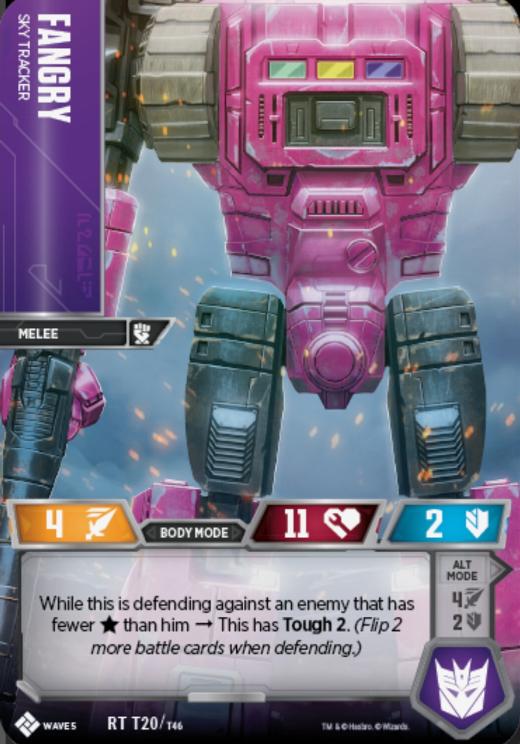 FANGRY
SKY TRACKER
MELEE
4
BODY MODE
11
2
ALT
MODE
4
2
While this is defending against an enemy that has
fewer ★ than him → This has Tough 2. (Flip 2
more battle cards when defending.)
WAVE 5
RT T20/T46
TM & © Hasbro. © Wizards.